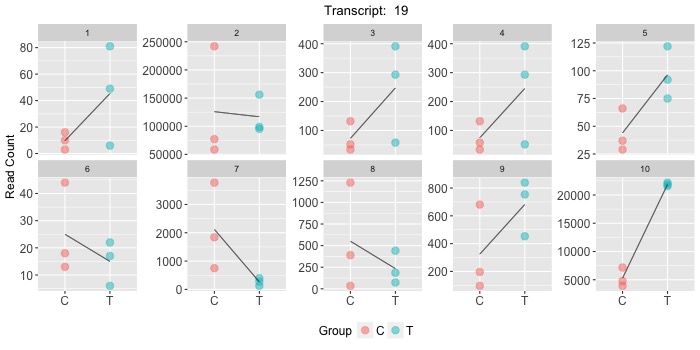 Transcript: 19
1 2 3 4 5
80 250000 400 400 125
60 200000 300 300 100
40 150000 200 200 75
20 100000 100 100 50
0 50000 25
Read Count
6 7 8 9 10
40 3000 1250 800 20000
30 2000 1000 600 15000
20 1000 750 400 10000
10 0 500 200 5000
250
0
C T C T C T C T C T
Group C T